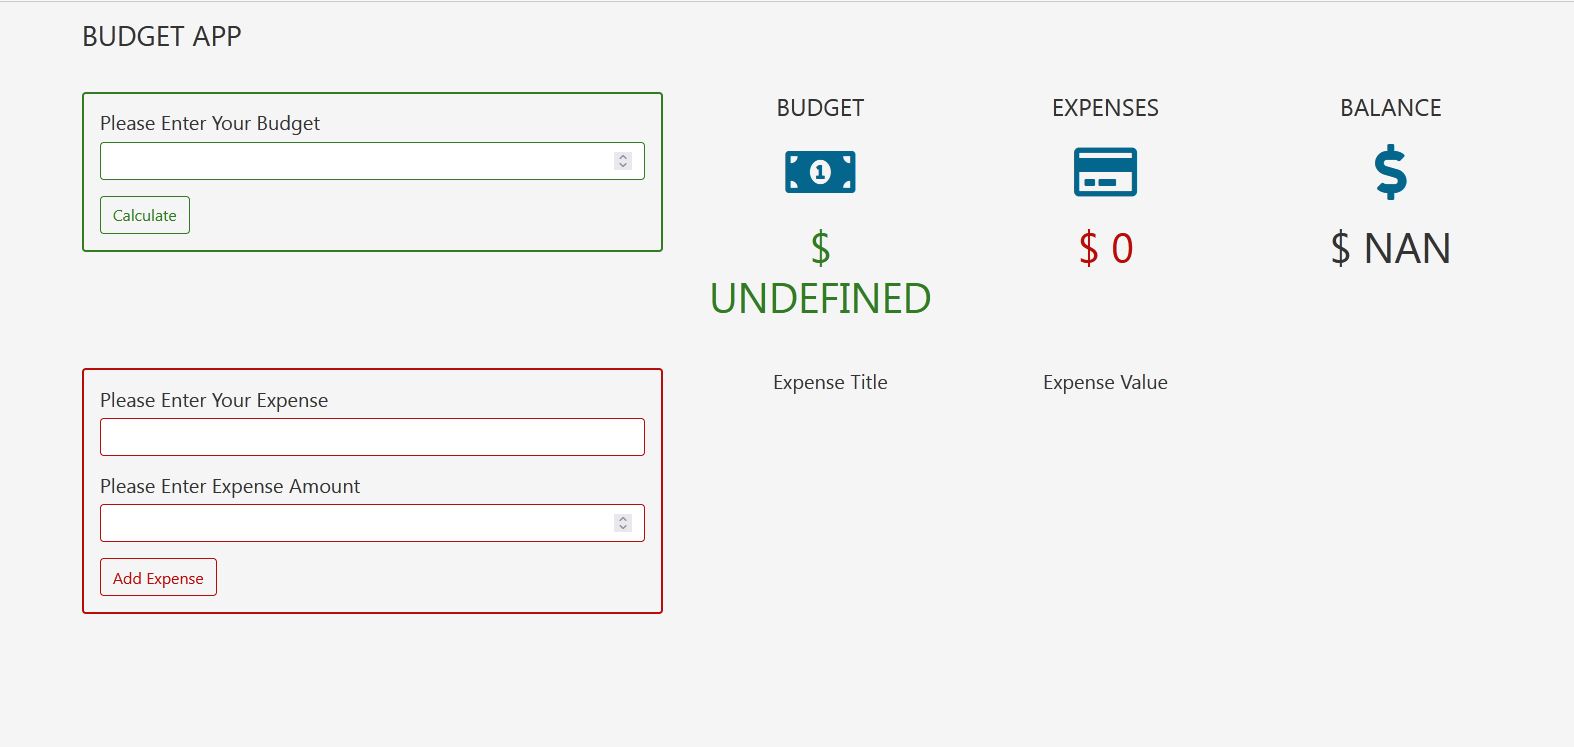 BUDGET APP
Please Enter Your Budget
Calculate
BUDGET
1
$
UNDEFINED
EXPENSES
$ 0
BALANCE
$
$ NAN
Please Enter Your Expense
Please Enter Expense Amount
Add Expense
Expense Title
Expense Value